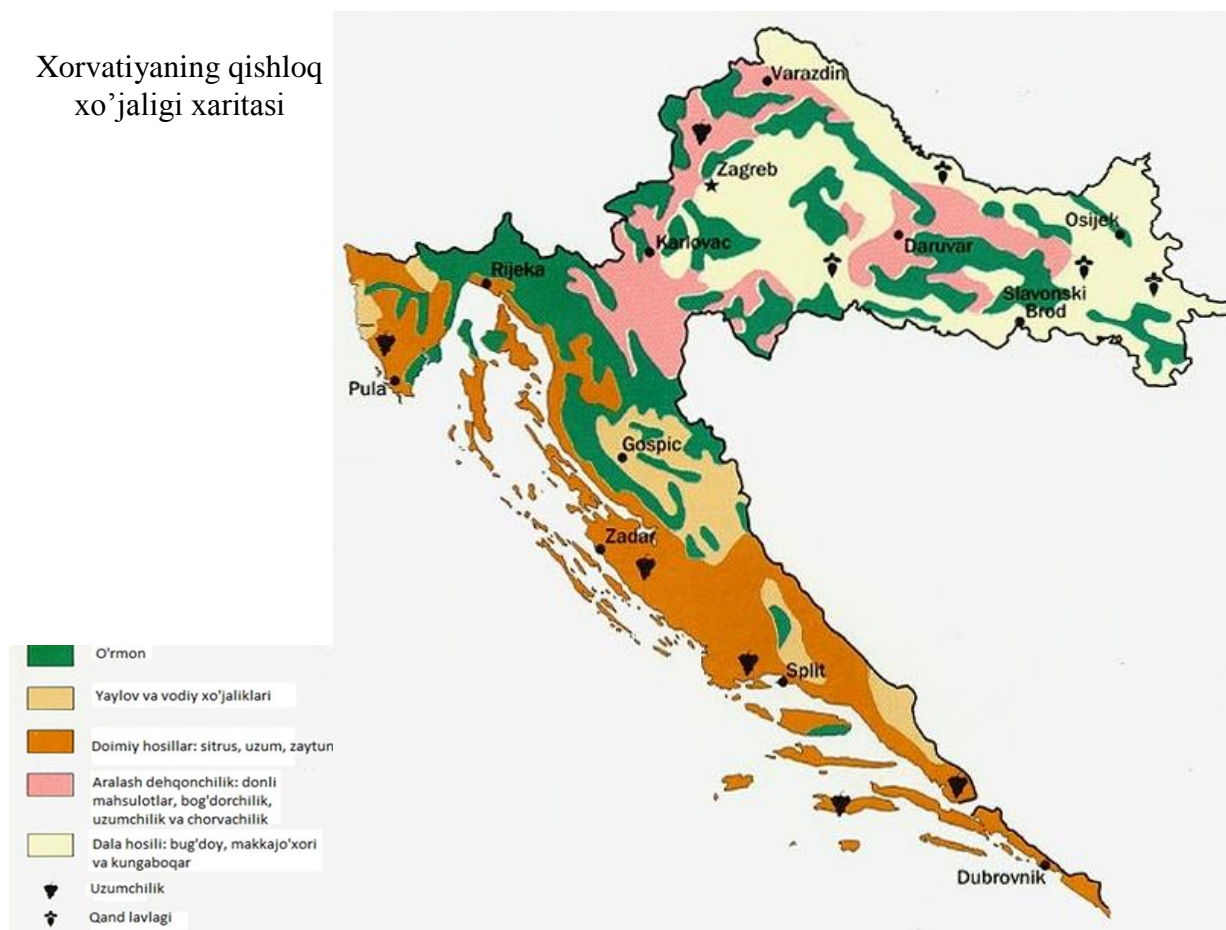 Xorvatiyaning qishloq
xo’jaligi xaritasi
Varazdin
Zagreb
Karlovac
Rijeka
Daruvar
Osijek
Slavonski
Brod
Pula
Gospic
Zadar
Split
Dubrovnik
O'rmon
Yaylov va vodiy xo'jaliklari
Doimiy hosillar: sitrus, uzum, zaytun
Aralash dehqonchilik: donli
mahsulotlar, bog'dorchilik,
uzumchilik va chorvachilik
Dala hosili: bug'doy, makkajo'xori
va kungaboqar
Uzumchilik
Qand lavlagi